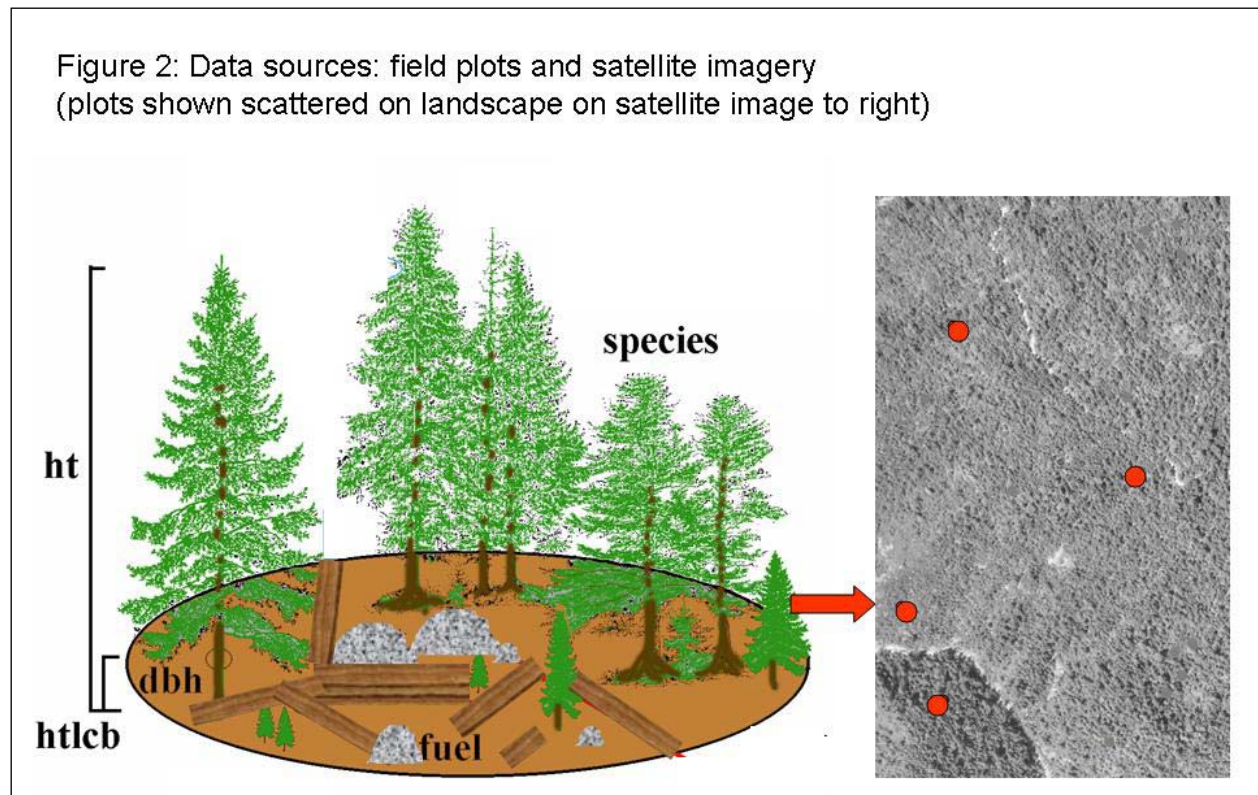 Figure 2: Data sources: field plots and satellite imagery
(plots shown scattered on landscape on satellite image to right)
species
ht
dbh
htlcb
fuel